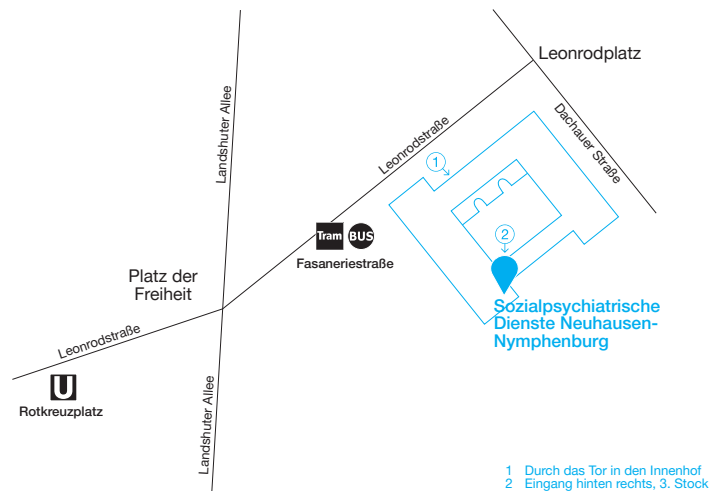 Leonrodplatz
Landshuter Allee
Dachauer Straße
Leonrodstraße
1
2
Tram BUS
Fasaneriestraße
Platz der
Freiheit
Sozialpsychiatrische
Dienste Neuhausen-
Nymphenburg
Leonrodstraße
U
Rotkreuzplatz
Landshuter Allee
1 Durch das Tor in den Innenhof
2 Eingang hinten rechts, 3. Stock